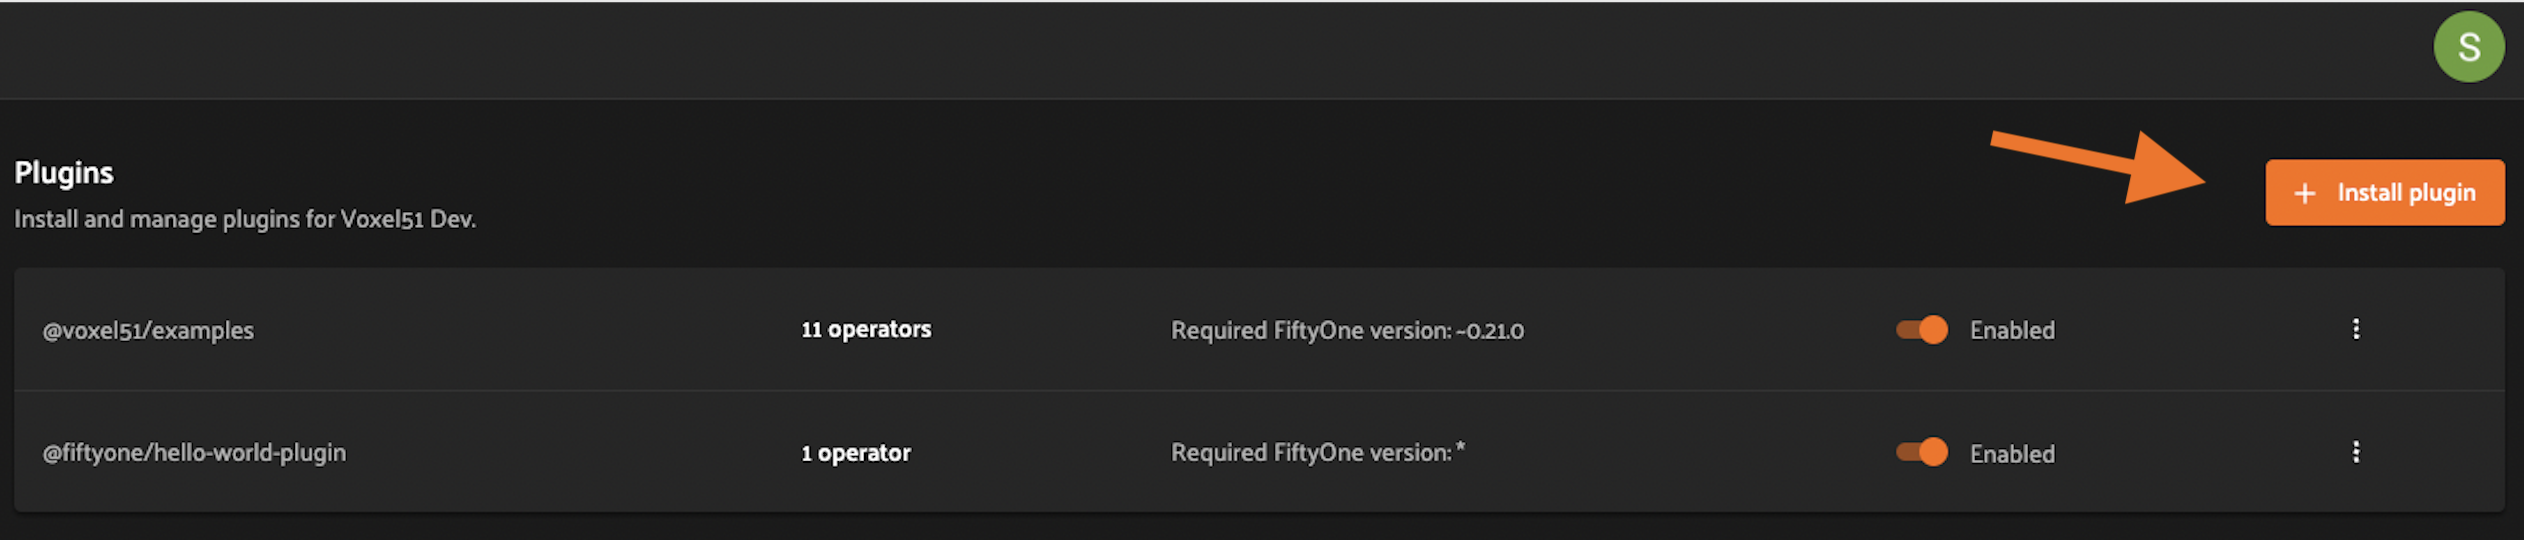 S
Plugins
Install and manage plugins for Voxel51 Dev.
+ Install plugin
@voxel51/examples 11 operators Required FiftyOne version: ~0.21.0 Enabled
@fiftyone/hello-world-plugin 1 operator Required FiftyOne version: * Enabled